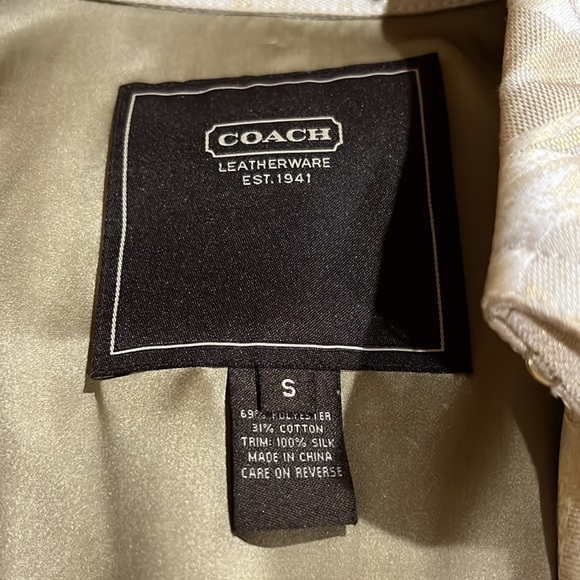 COACH
LEATHERWARE
EST. 1941
S
69% POLYESTER
31% COTTON
TRIM: 100% SILK
MADE IN CHINA
CARE ON REVERSE